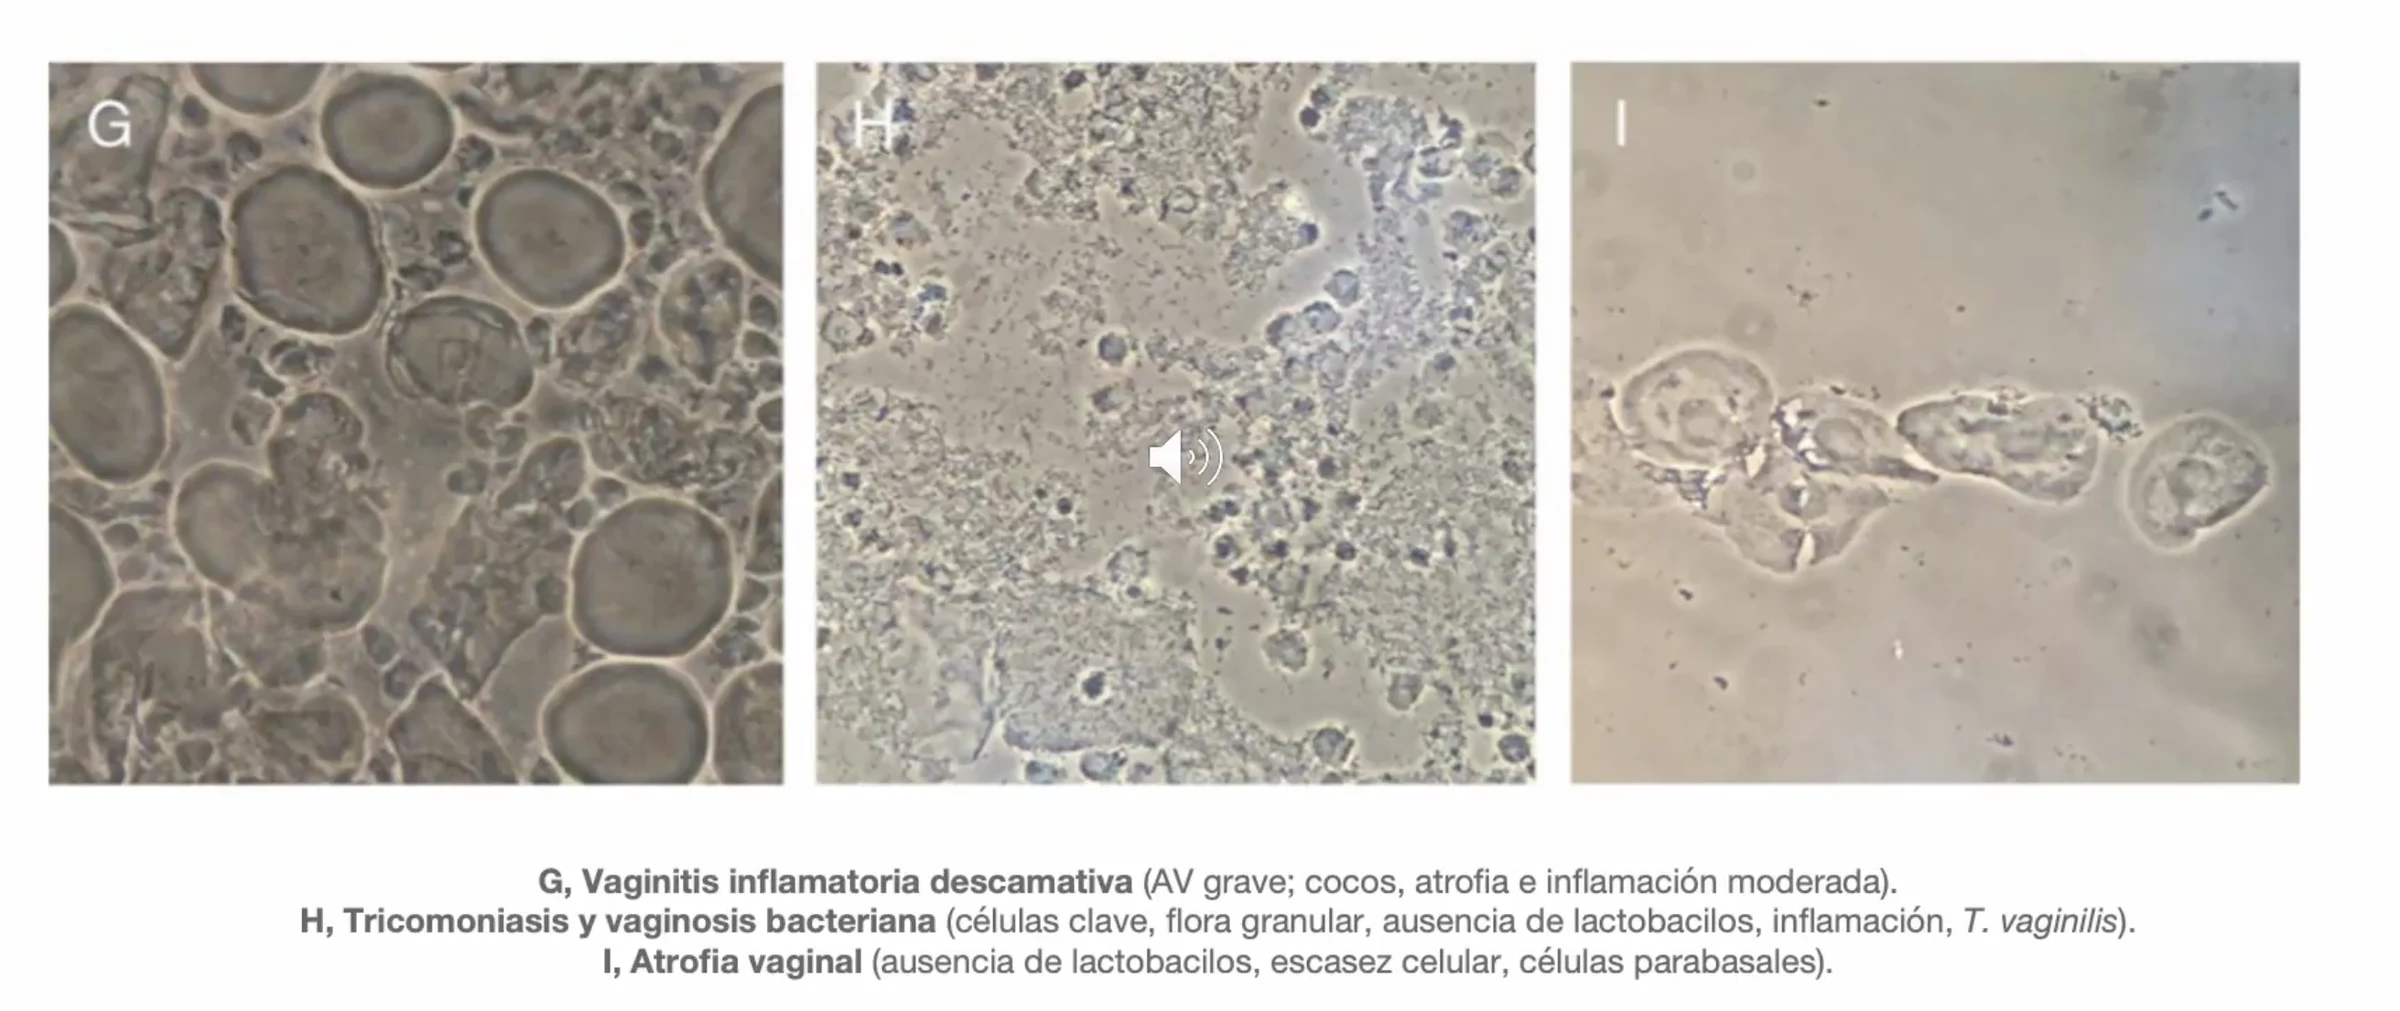 G
H
I
G, Vaginitis inflamatoria descamativa (AV grave; cocos, atrofia e inflamación moderada).
H, Tricomoniasis y vaginosis bacteriana (células clave, flora granular, ausencia de lactobacilos, inflamación, T. vaginilis).
I, Atrofia vaginal (ausencia de lactobacilos, escasez celular, células parabasales).